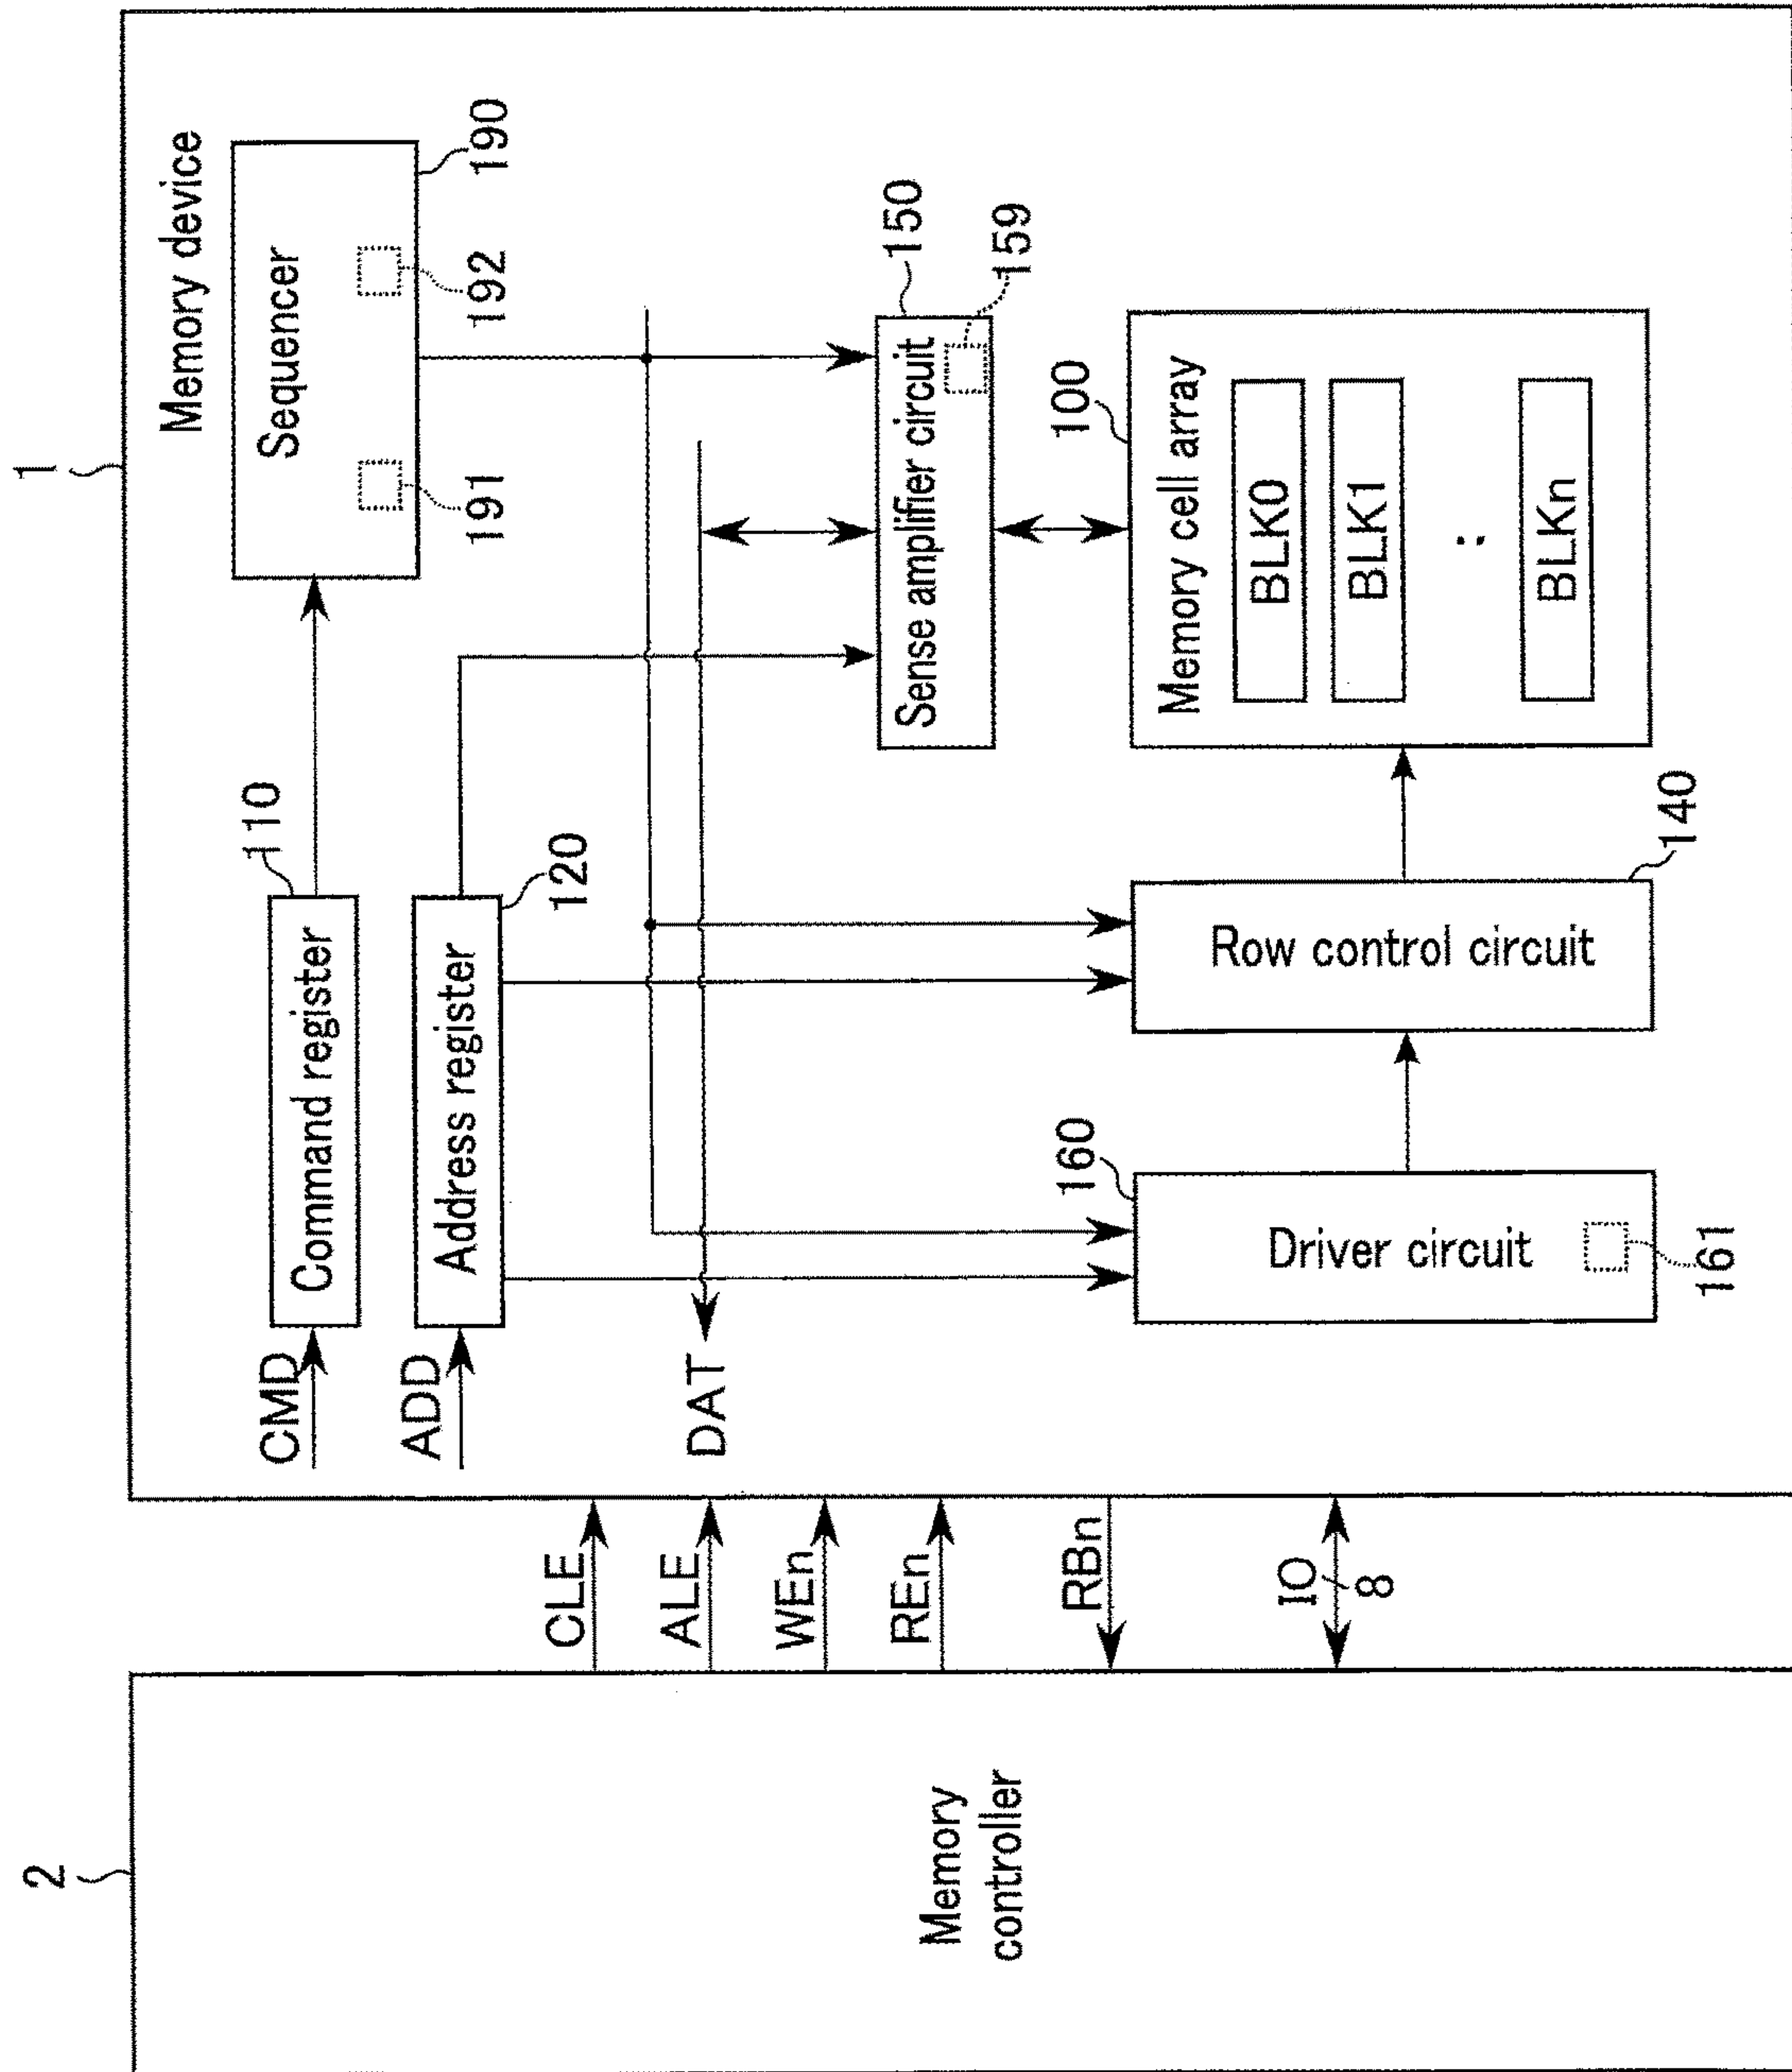 1
Memory device
2
Memory
controller
CLE
ALE
WEn
REn
RBn
IO
8
CMD
Command register
110
Sequencer
191
192
190
ADD
Address register
120
DAT
Sense amplifier circuit
150
159
160
Driver circuit
161
Row control circuit
140
100
Memory cell array
BLK0
BLK1
:
BLKn